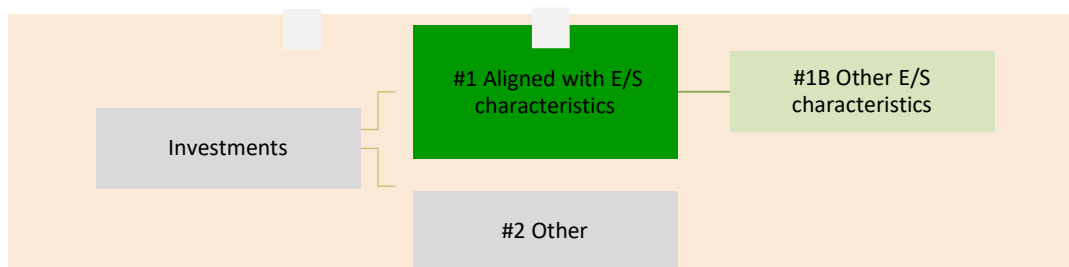 #1 Aligned with E/S
characteristics
#1B Other E/S
characteristics
Investments
#2 Other